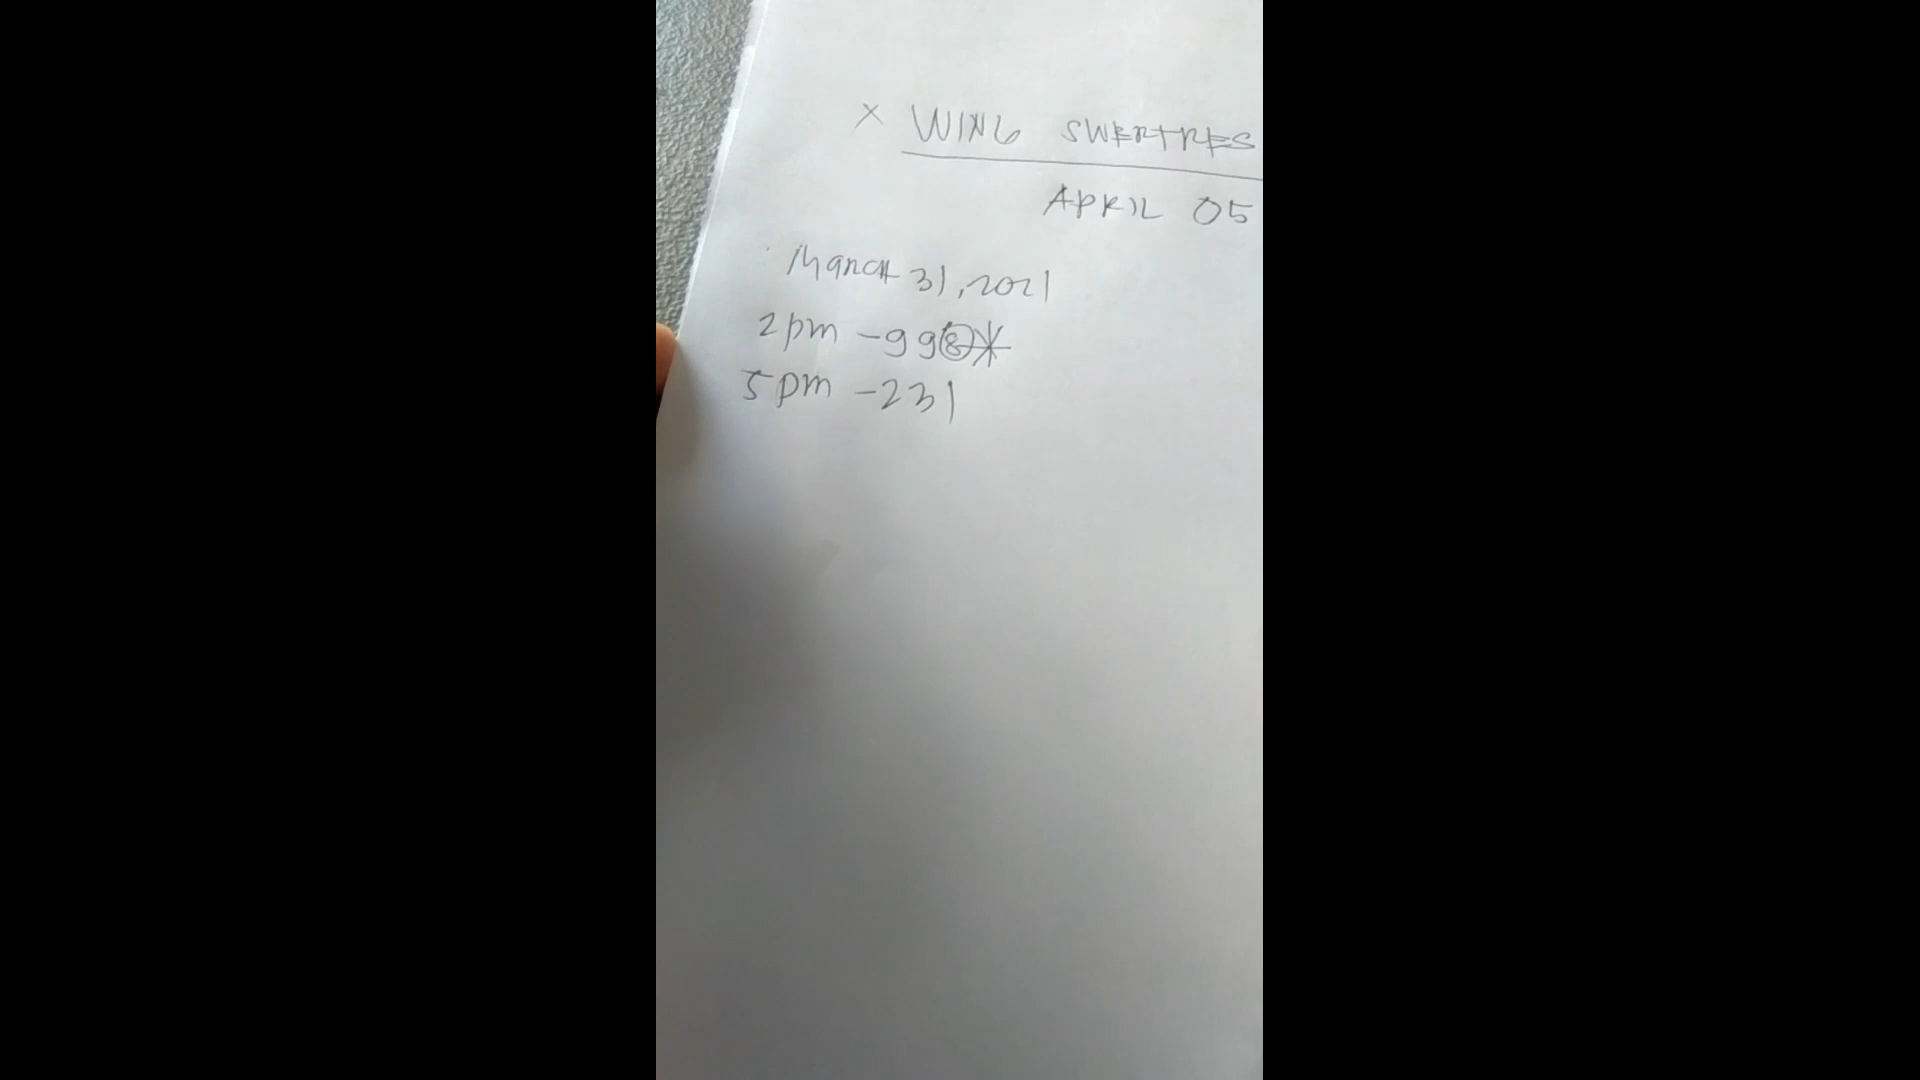 X WING SWERTRES
APRIL 05
March 31, 2021
2pm - 998*
5pm - 231